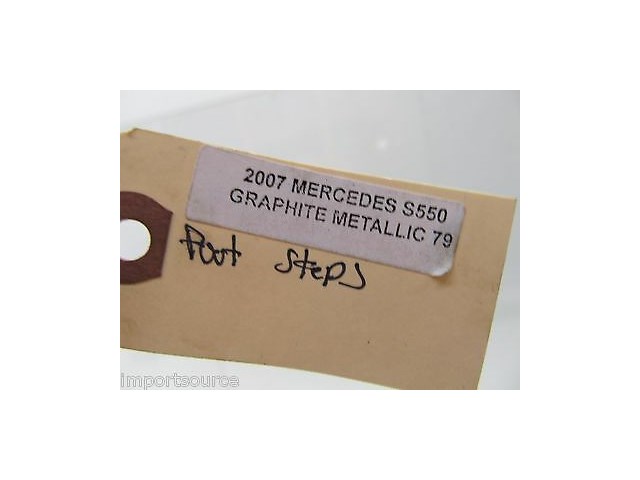 2007 MERCEDES S550
GRAPHITE METALLIC 79
Foot Steps
importsource